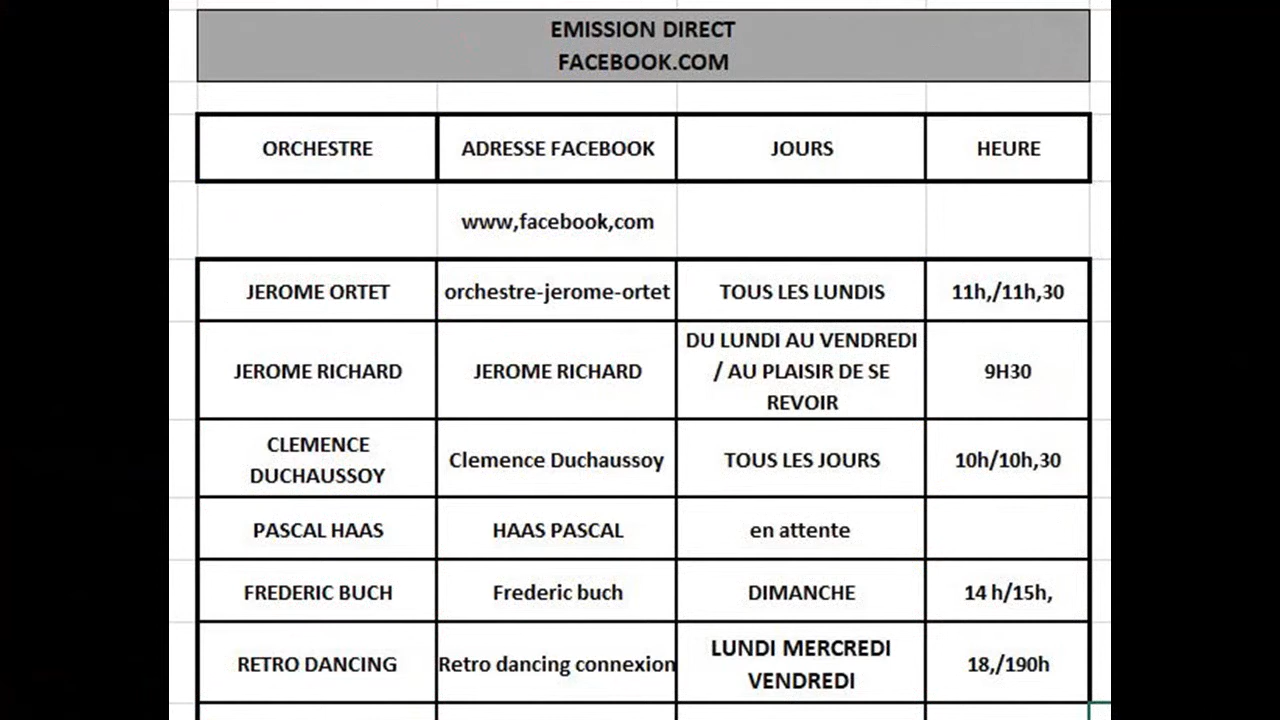 EMISSION DIRECT
FACEBOOK.COM
ORCHESTRE ADRESSE FACEBOOK JOURS HEURE
www,facebook,com
JEROME ORTET orchestre-jerome-ortet TOUS LES LUNDIS 11h,/11h,30
JEROME RICHARD JEROME RICHARD DU LUNDI AU VENDREDI
/ AU PLAISIR DE SE
REVOIR 9H30
CLEMENCE
DUCHAUSSOY Clemence Duchaussoy TOUS LES JOURS 10h/10h,30
PASCAL HAAS HAAS PASCAL en attente
FREDERIC BUCH Frederic buch DIMANCHE 14 h/15h,
RETRO DANCING Retro dancing connexion LUNDI MERCREDI
VENDREDI 18,/190h